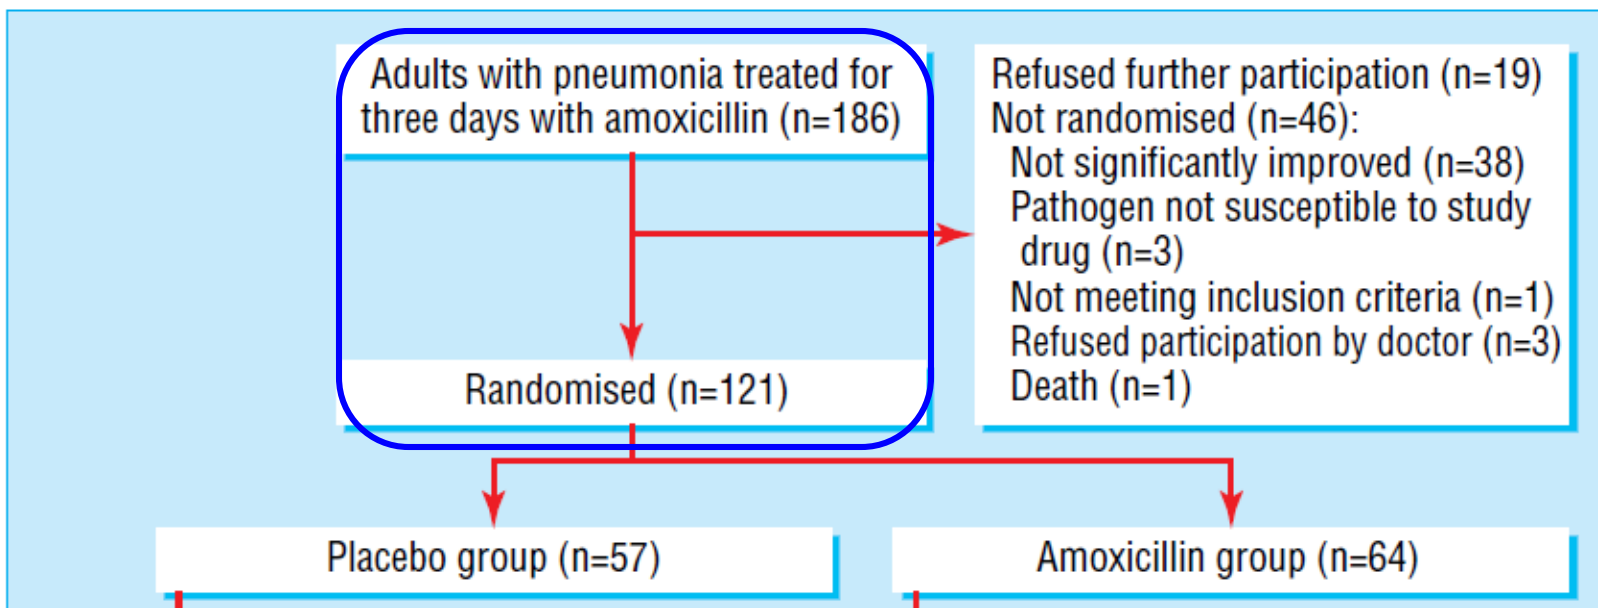 Adults with pneumonia treated for
three days with amoxicillin (n=186)
Refused further participation (n=19)
Not randomised (n=46):
Not significantly improved (n=38)
Pathogen not susceptible to study
drug (n=3)
Not meeting inclusion criteria (n=1)
Refused participation by doctor (n=3)
Death (n=1)
Randomised (n=121)
Placebo group (n=57)
Amoxicillin group (n=64)